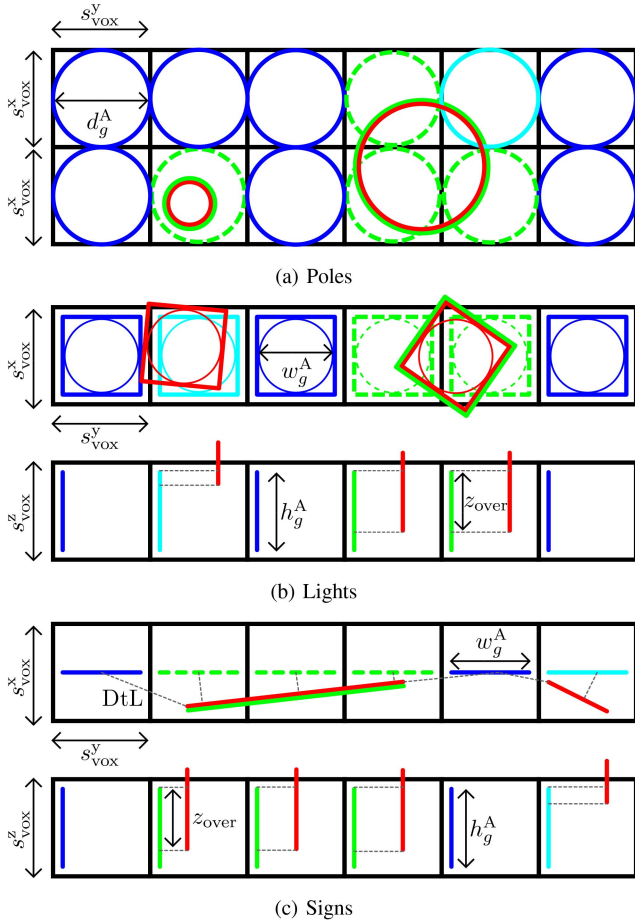 s_vox^y
s_vox^x
d_g^A
s_vox^x
(a) Poles
s_vox^x
w_g^A
s_vox^y
s_vox^z
h_g^A
z_over
(b) Lights
s_vox^x
w_g^A
DtL
s_vox^y
s_vox^z
z_over
h_g^A
(c) Signs